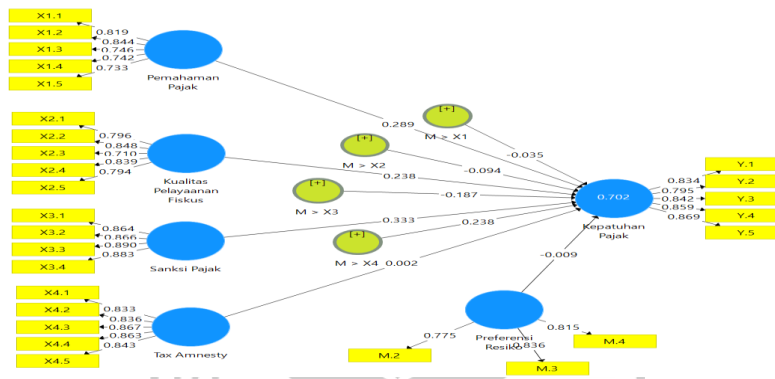 X1.1
X1.2
X1.3
X1.4
X1.5
0.819
0.844
0.746
0.742
0.733
Pemahaman
Pajak
X2.1
X2.2
X2.3
X2.4
X2.5
0.796
0.848
0.710
0.839
0.794
Kualitas
Pelayaan
Fiskus
X3.1
X3.2
X3.3
X3.4
0.864
0.866
0.890
0.883
Sanksi Pajak
X4.1
X4.2
X4.3
X4.4
X4.5
0.833
0.836
0.867
0.863
0.843
Tax Amnesty
0.289
0.238
0.333
0.002
[+]
M > X1
-0.035
[+]
M > X2
-0.094
[+]
M > X3
-0.187
[+]
M > X4
0.238
0.702
Kepatuhan
Pajak
0.834
0.795
0.842
0.859
0.869
Y.1
Y.2
Y.3
Y.4
Y.5
-0.009
Preferensi
Resiko
0.775
0.836
0.815
M.2
M.3
M.4